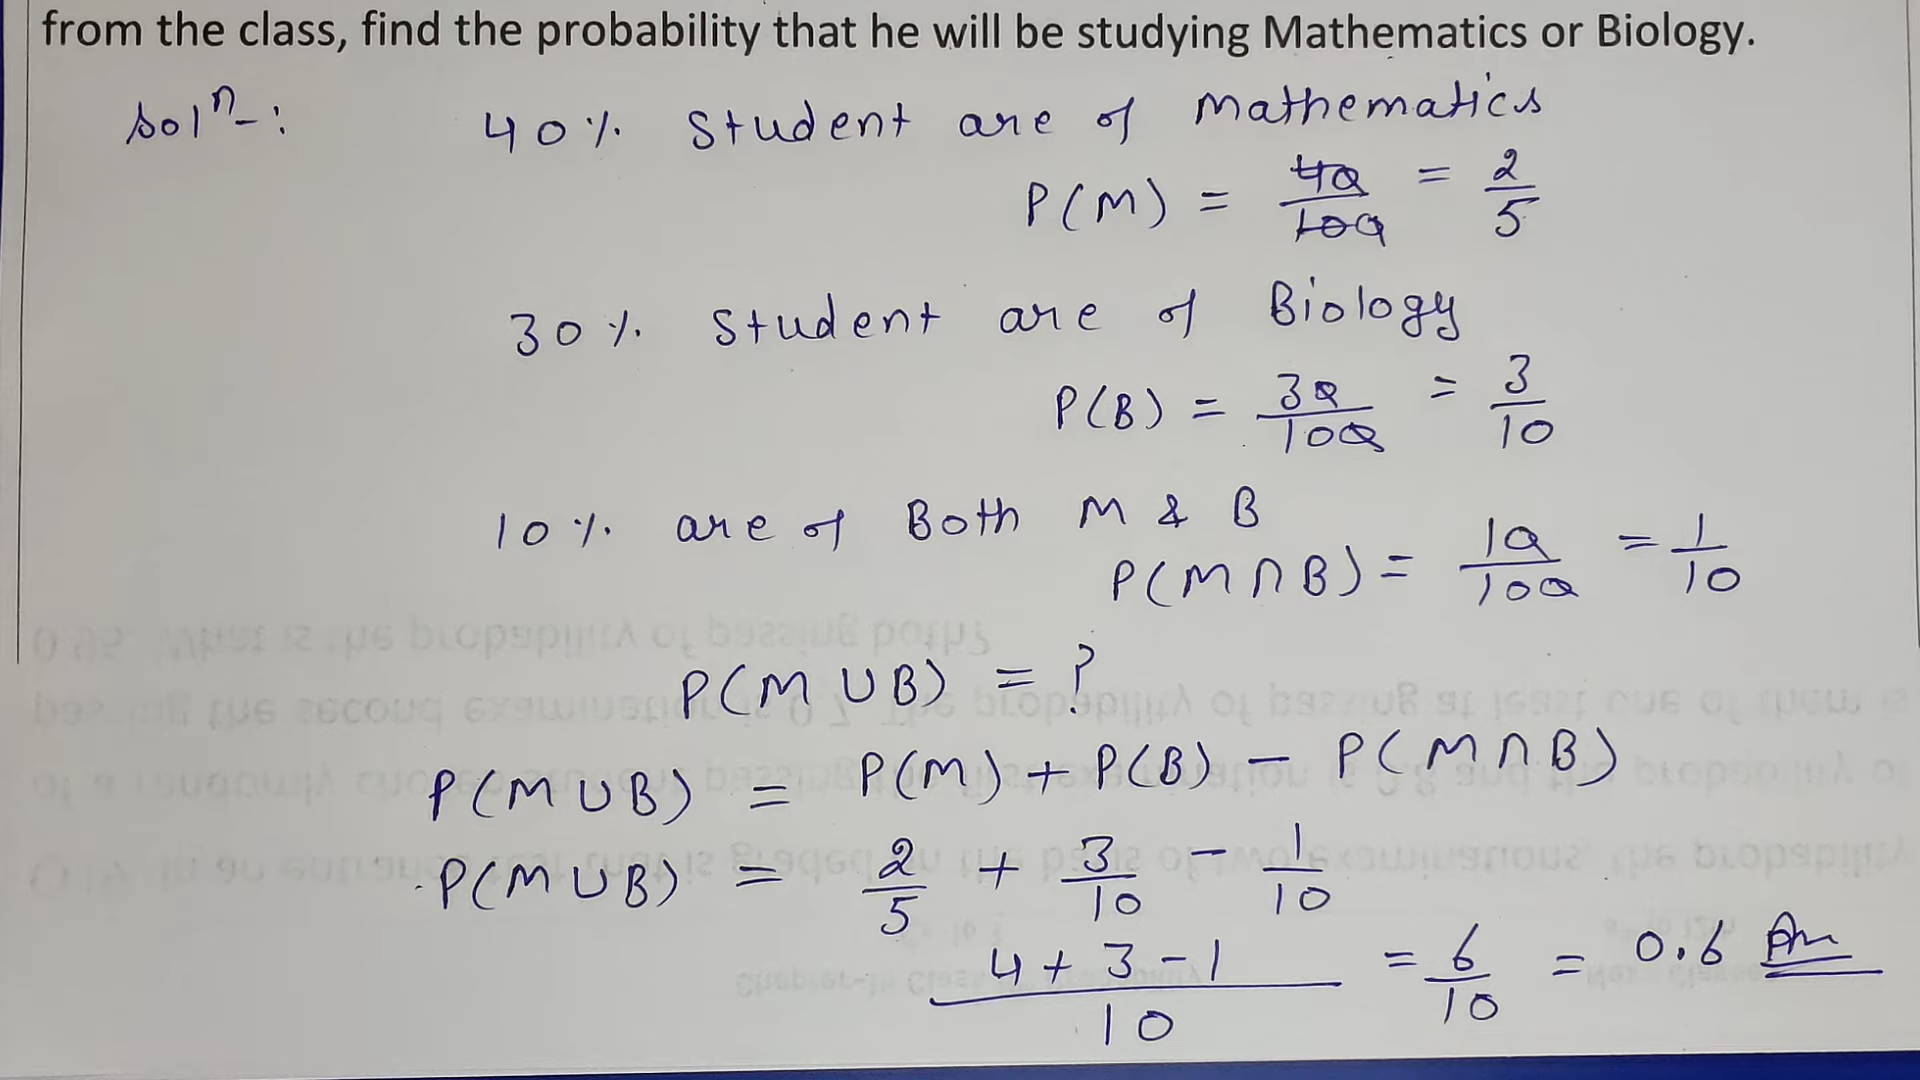 from the class, find the probability that he will be studying Mathematics or Biology.
Solⁿ-: 40% Student are of Mathematics
P(M) = 40/100 = 2/5
30% Student are of Biology
P(B) = 30/100 = 3/10
10% are of Both M & B
P(M∩B) = 10/100 = 1/10
P(M∪B) = ?
P(M∪B) = P(M) + P(B) - P(M∩B)
P(M∪B) = 2/5 + 3/10 - 1/10
4+3-1/10 = 6/10 = 0.6 An